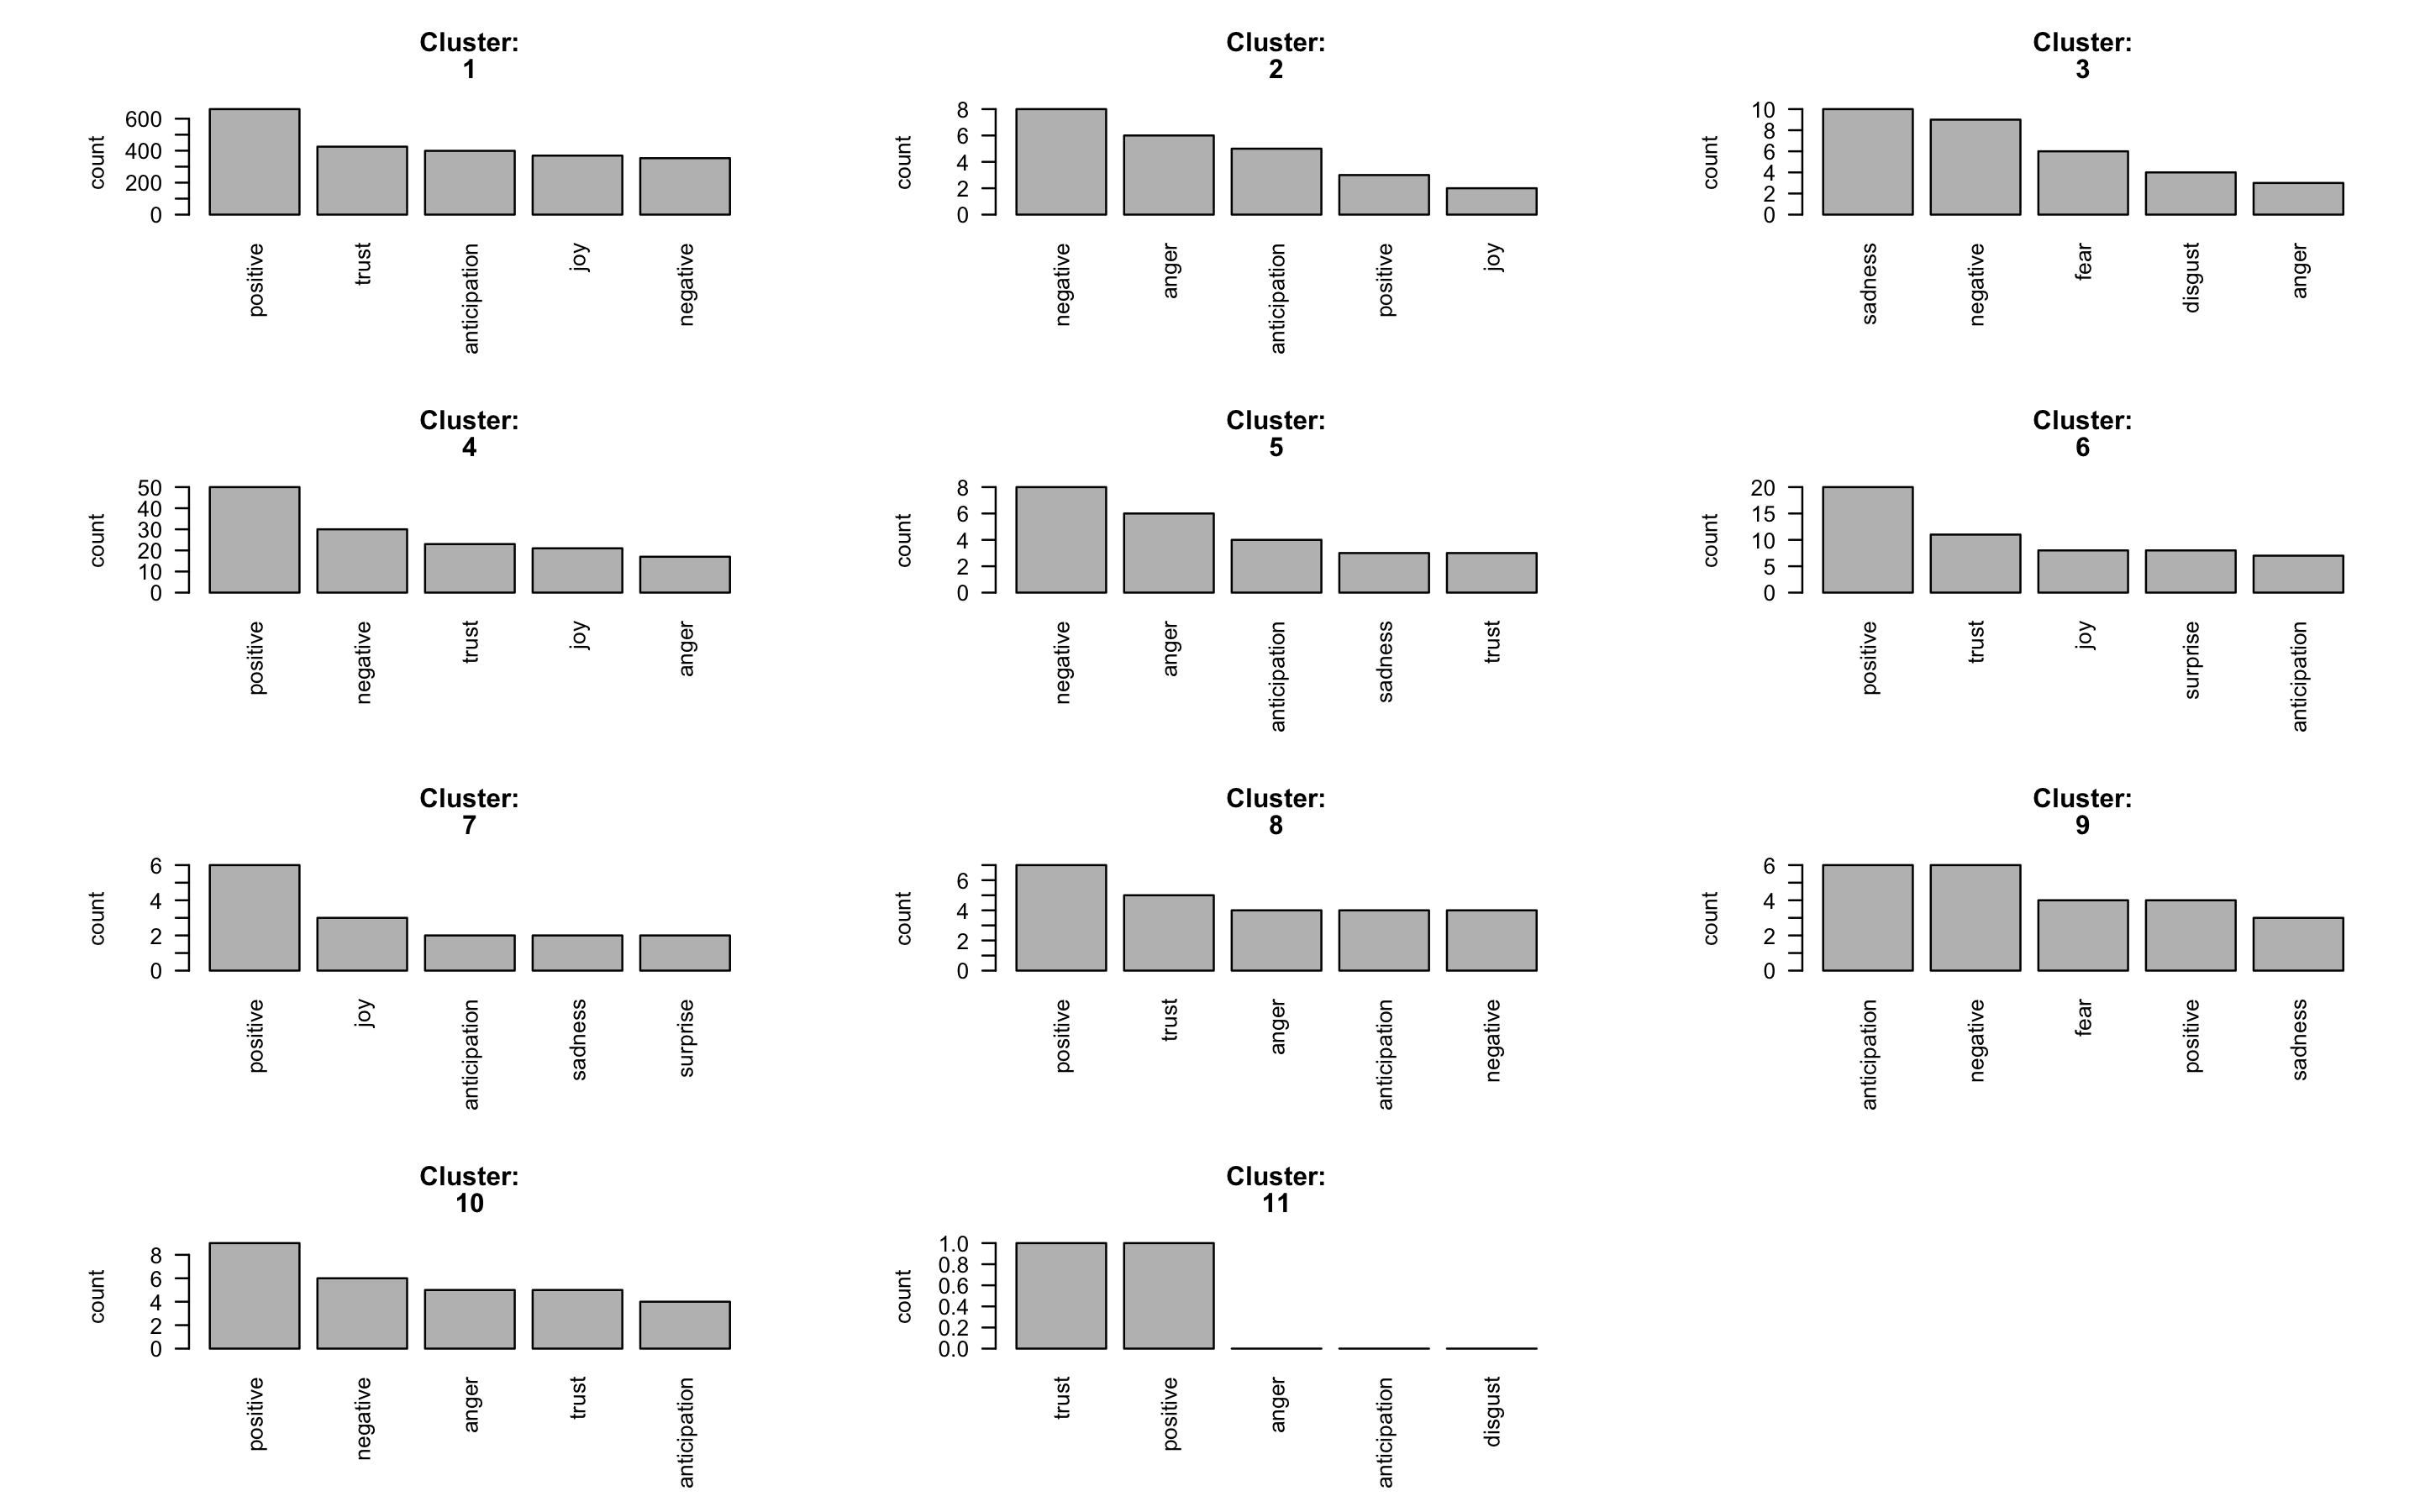 Cluster:
1
count
600
400
200
0
positive
trust
anticipation
joy
negative
Cluster:
2
count
8
6
4
2
0
negative
anger
anticipation
positive
joy
Cluster:
3
count
10
8
6
4
2
0
sadness
negative
fear
disgust
anger
Cluster:
4
count
50
40
30
20
10
0
positive
negative
trust
joy
anger
Cluster:
5
count
8
6
4
2
0
negative
anger
anticipation
sadness
trust
Cluster:
6
count
20
15
10
5
0
positive
trust
joy
surprise
anticipation
Cluster:
7
count
6
4
2
0
positive
joy
anticipation
sadness
surprise
Cluster:
8
count
6
4
2
0
positive
trust
anger
anticipation
negative
Cluster:
9
count
6
4
2
0
anticipation
negative
fear
positive
sadness
Cluster:
10
count
8
6
4
2
0
positive
negative
anger
trust
anticipation
Cluster:
11
count
1.0
0.8
0.6
0.4
0.2
0.0
trust
positive
anger
anticipation
disgust